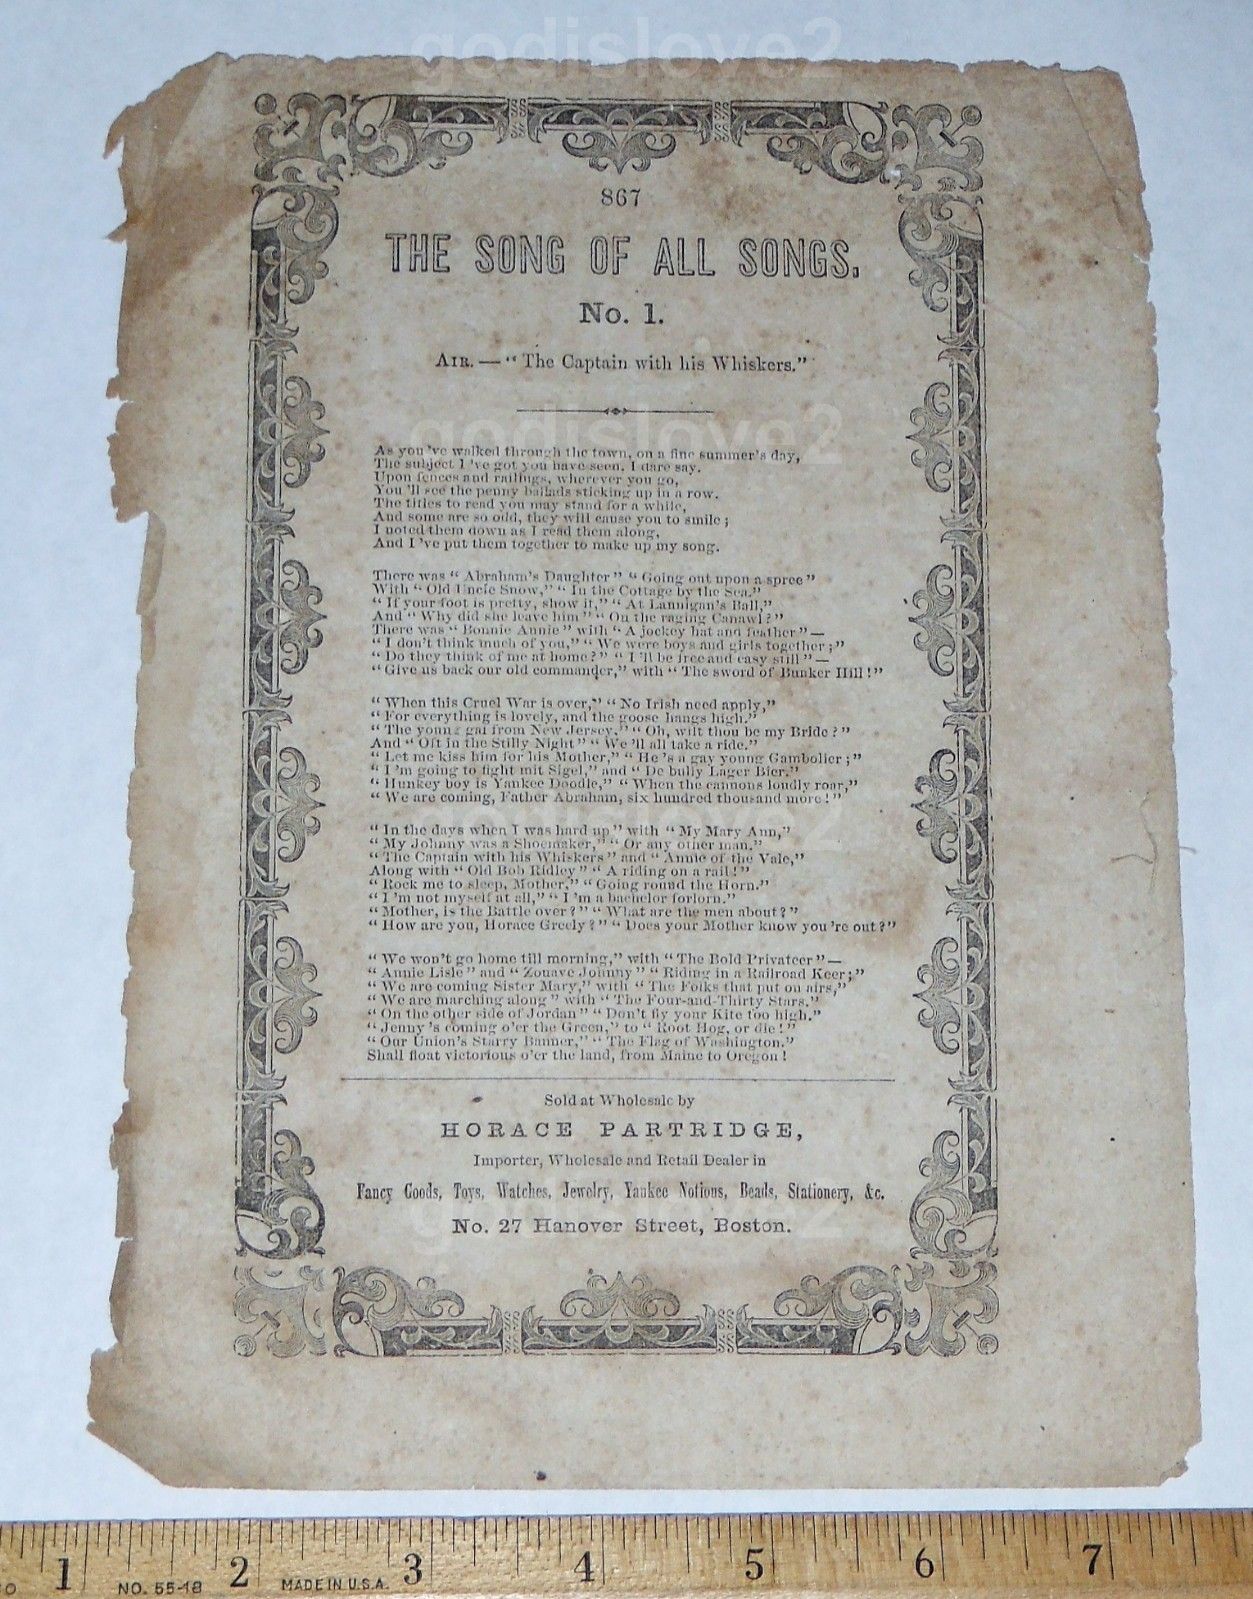 godislove2
867
THE SONG OF ALL SONGS.
No. 1.
AIR. — "The Captain with his Whiskers."
godislove2
As you 've walked through the town, on a fine summer's day,
The subject I 've got you have seen, I dare say.
Upon fences and railings, wherever you go,
You 'll see the penny ballads sticking up in a row.
The titles to read you may stand for a while,
And some are so odd, they will cause you to smile;
I noted them down as I read them along,
And I 've put them together to make up my song.
There was "Abraham's Daughter" "Going out upon a spree"
With "Old Uncle Snow," "In the Cottage by the Sea."
"If your foot is pretty, show it," "At Lannigan's Ball,"
And "Why did she leave him" "On the raging Canawl?"
There was "Bonnie Annie" with "A jockey hat and feather"—
"I don't think much of you," "We were boys and girls together;"
"Do they think of me at home?" "I 'll be free and easy still"—
"Give us back our old commander," with "The sword of Bunker Hill!"
"When this Cruel War is over," "No Irish need apply,"
"For everything is lovely, and the goose hangs high."
"The young gal from New Jersey," "Oh, wilt thou be my Bride?"
And "Oft in the Stilly Night" "We 'll all take a ride."
"Let me kiss him for his Mother," "He 's a gay young Gambolier;"
"I 'm going to fight mit Sigel," and "De bully Lager Bier."
"Hunkey boy is Yankee Doodle," "When the cannons loudly roar,"
"We are coming, Father Abraham, six hundred thousand more!"
godislove2
"In the days when I was hard up" with "My Mary Ann,"
"My Johnny was a Shoemaker," "Or any other man."
"The Captain with his Whiskers" and "Annie of the Vale,"
Along with "Old Bob Ridley" "A riding on a rail!"
"Rock me to sleep, Mother," "Going round the Horn."
"I 'm not myself at all," "I 'm a bachelor forlorn."
"Mother, is the Battle over?" "What are the men about?"
"How are you, Horace Greely?" "Does your Mother know you 're out?"
"We won't go home till morning," with "The Bold Privateer"—
"Annie Lisle" and "Zouave Johnny" "Riding in a Railroad Keer;"
"We are coming Sister Mary," with "The Folks that put on airs,"
"We are marching along" with "The Four-and-Thirty Stars."
"On the other side of Jordan" "Don't fly your Kite too high."
"Jenny 's coming o'er the Green," to "Root Hog, or die!"
"Our Union's Starry Banner," "The Flag of Washington."
Shall float victorious o'er the land, from Maine to Oregon!
Sold at Wholesale by
HORACE PARTRIDGE,
Importer, Wholesale and Retail Dealer in
Fancy Goods, Toys, Watches, Jewelry, Yankee Notions, Beads, Stationery, &c.
godislove2
No. 27 Hanover Street, Boston.
1 2 3 4 5 6 7
NO. 55-18 MADE IN U.S.A.